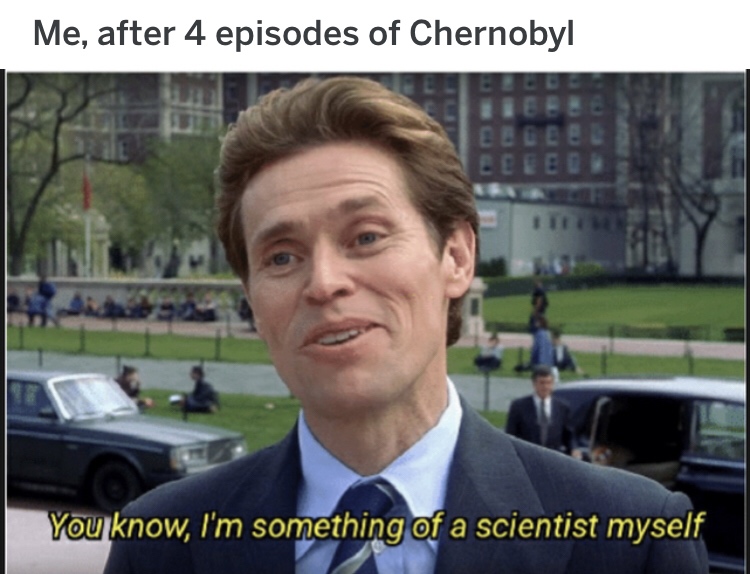 Me, after 4 episodes of Chernobyl
You know, I'm something of a scientist myself